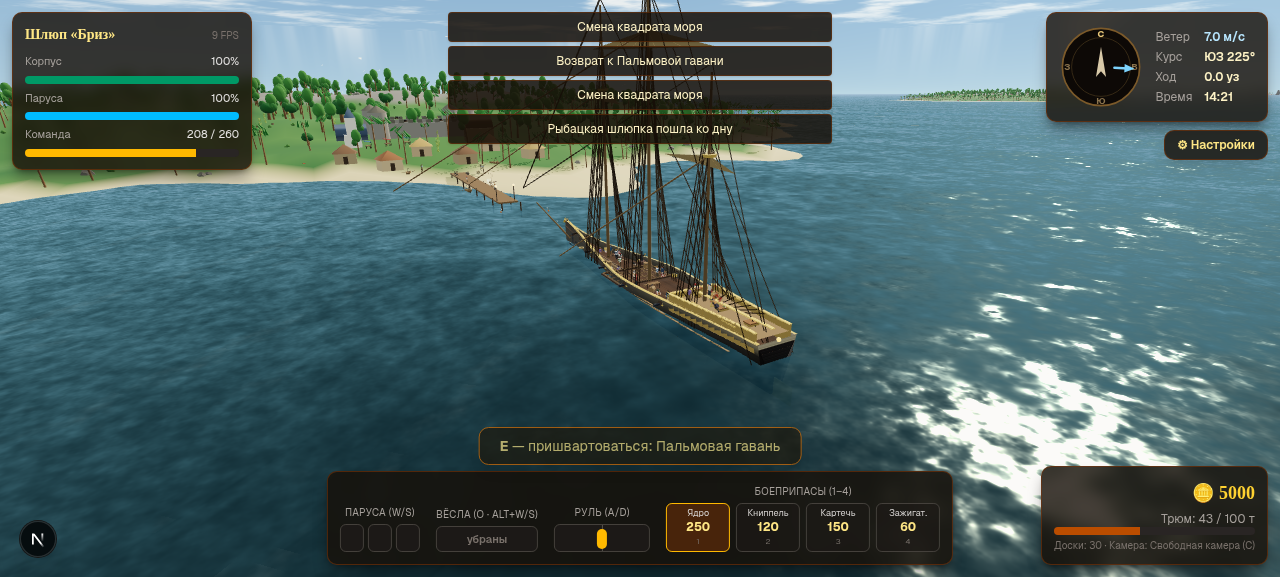 Шлюп «Бриз»
9 FPS
Корпус 100%
Паруса 100%
Команда 208 / 260
Смена квадрата моря
Возврат к Пальмовой гавани
Смена квадрата моря
Рыбацкая шлюпка пошла ко дну
С
З В
Ю
Ветер 7.0 м/с
Курс ЮЗ 225°
Ход 0.0 уз
Время 14:21
⚙ Настройки
E — пришвартоваться: Пальмовая гавань
ПАРУСА (W/S)
ВЁСЛА (O · ALT+W/S)
убраны
РУЛЬ (A/D)
БОЕПРИПАСЫ (1–4)
Ядро
250
1
Книппель
120
2
Картечь
150
3
Зажигат.
60
4
5000
Трюм: 43 / 100 т
Доски: 30 · Камера: Свободная камера (C)
N